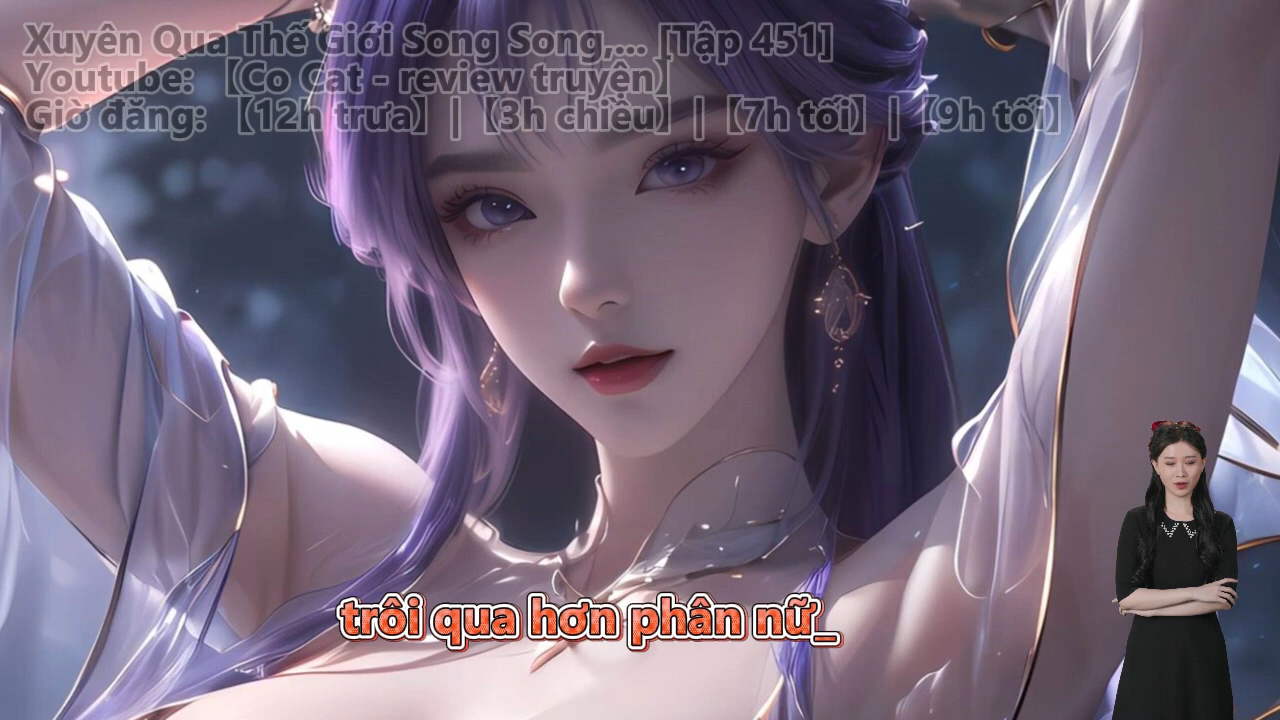 Xuyên Qua Thế Giới Song Song,... [Tập 451]
Youtube: 【Co Cat - review truyện】
Giờ đăng: 【12h trưa】 | 【3h chiều】 | 【7h tối】 | 【9h tối】
trôi qua hơn phân nữ_